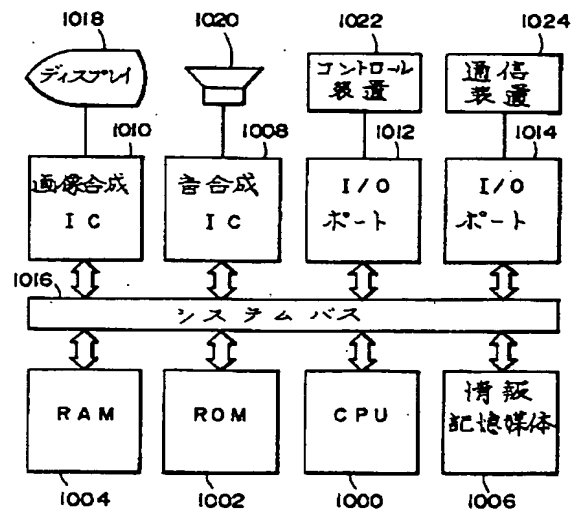 1018
1020
1022
1024
ディスプレイ
コントロール
装置
通信
装置
1010
1008
1012
1014
画像合成
IC
音合成
IC
I/O
ポート
I/O
ポート
1016
システムバス
RAM
ROM
CPU
情報
記憶媒体
1004
1002
1000
1006